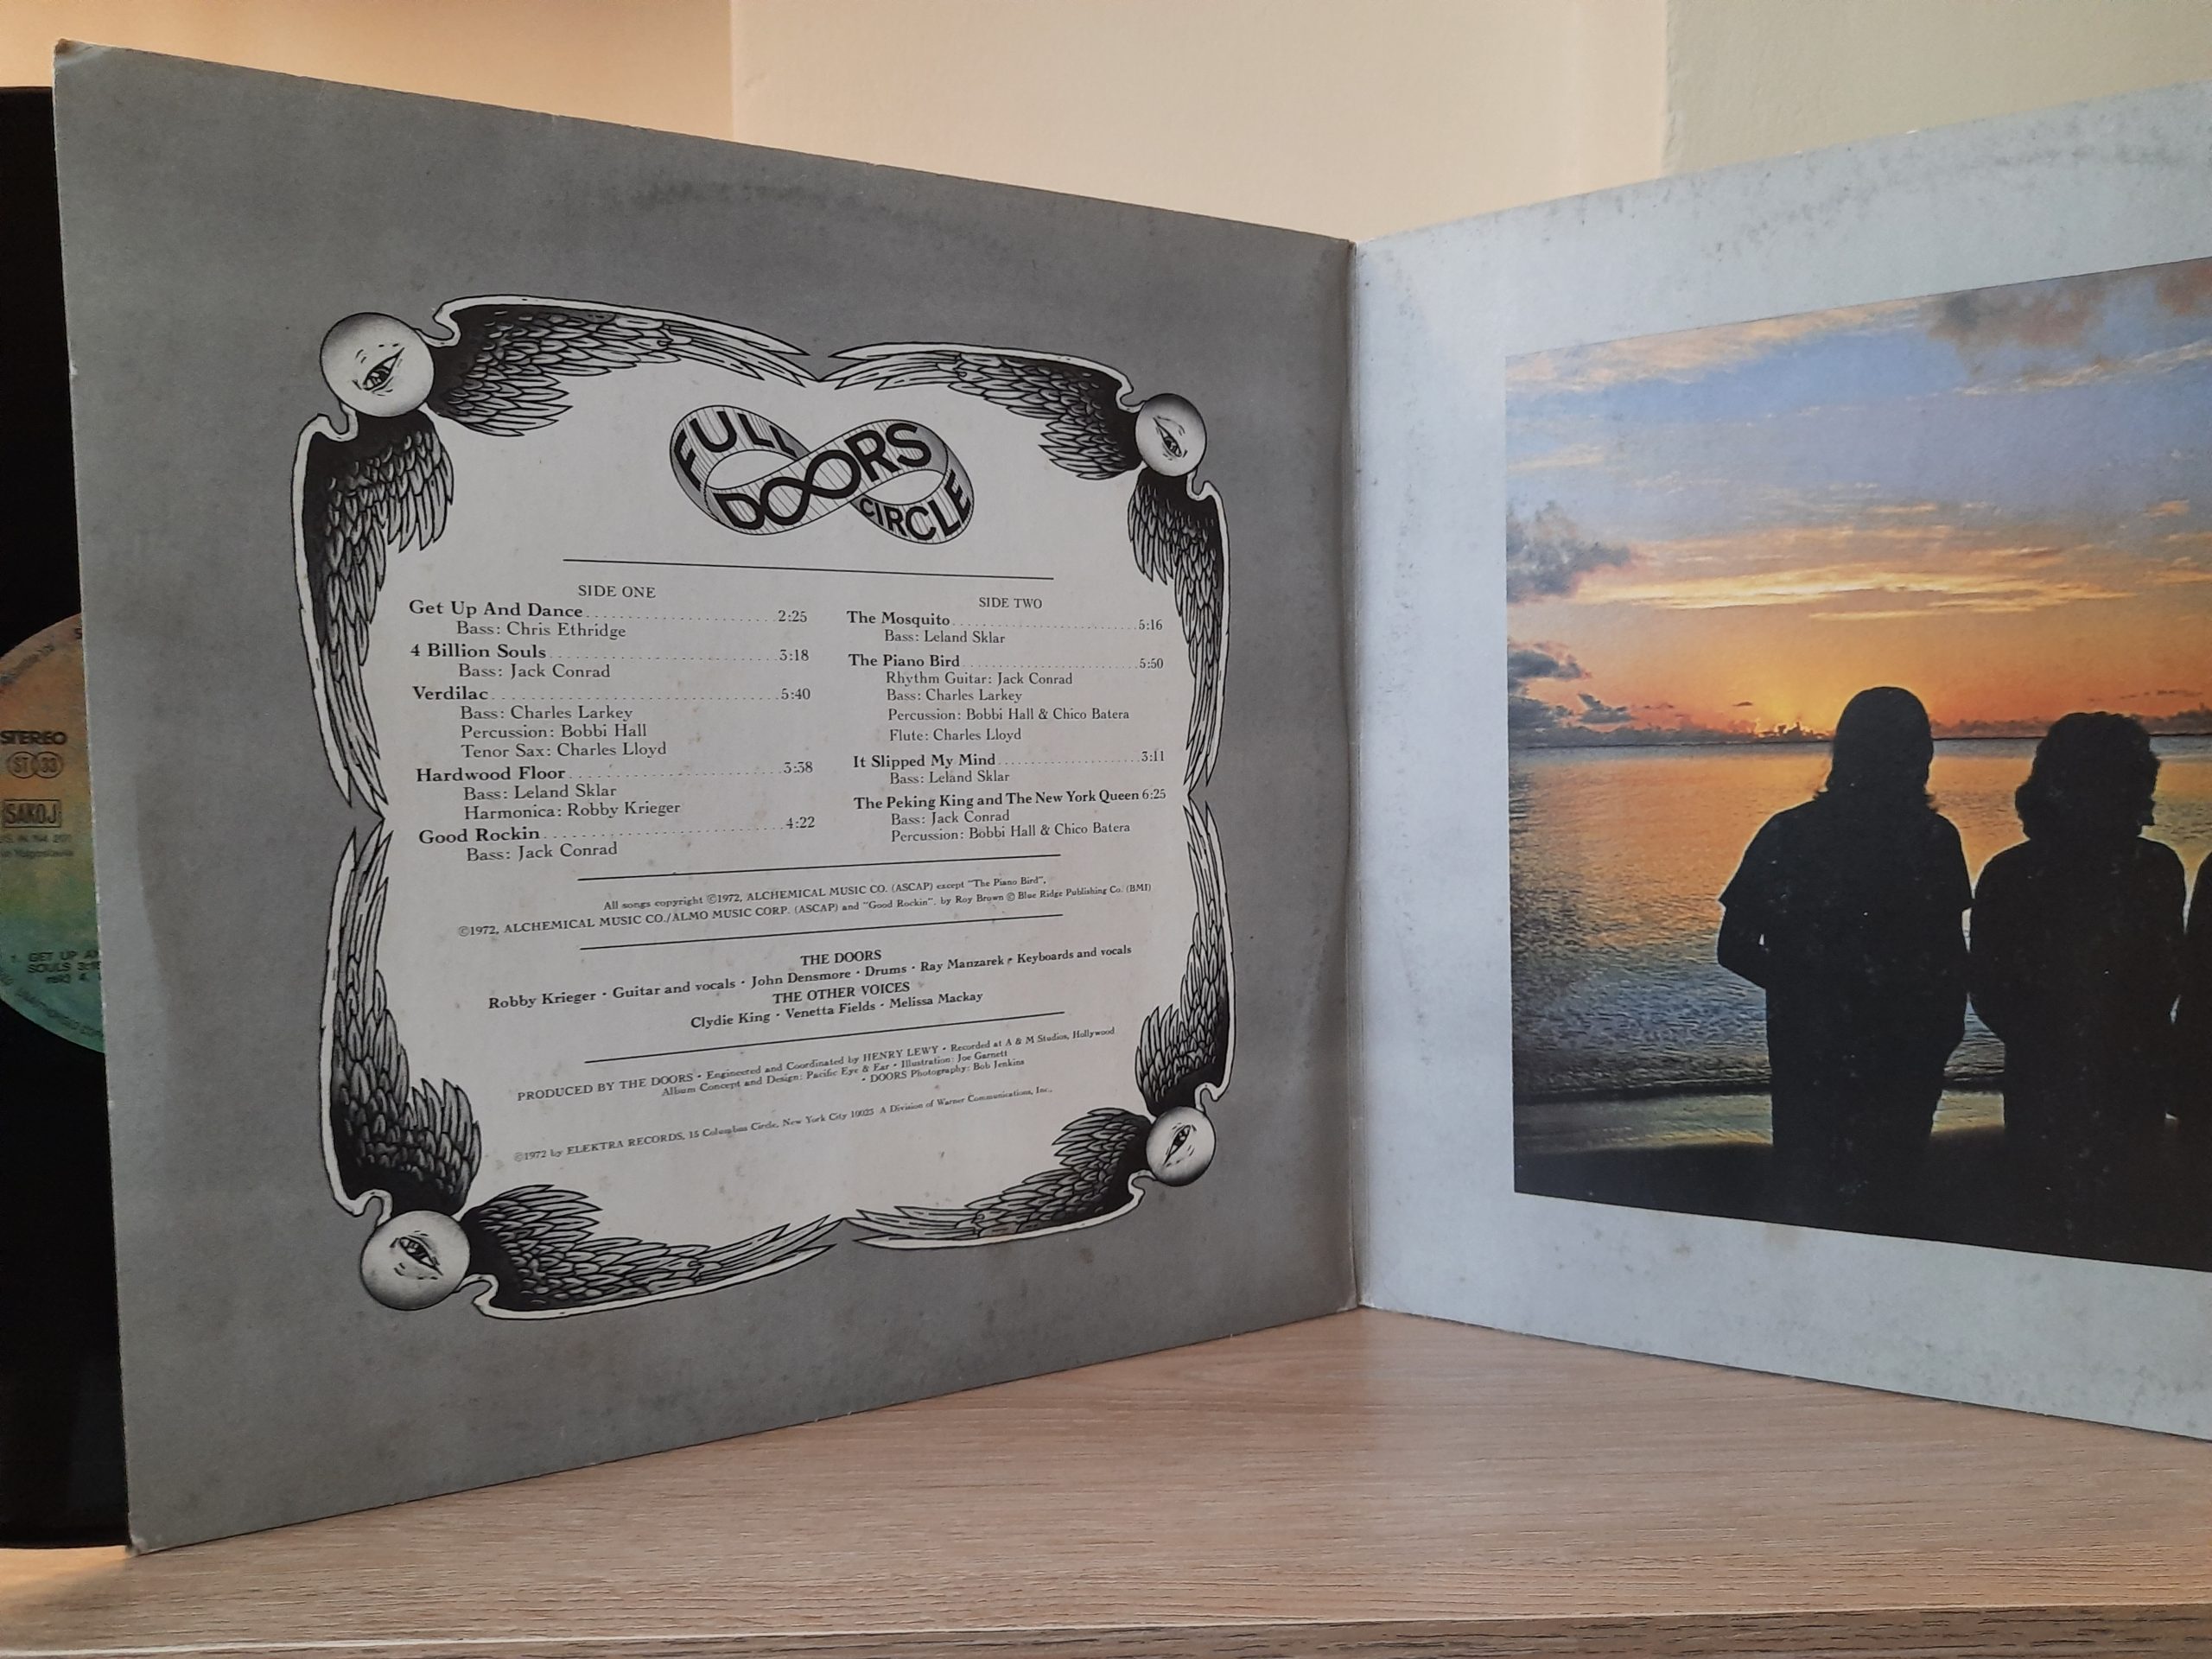 FULL
DOORS
CIRCLE
SIDE ONE
Get Up And Dance 2:25
Bass: Chris Ethridge
4 Billion Souls 3:18
Bass: Jack Conrad
Verdilac 5:40
Bass: Charles Larkey
Percussion: Bobbi Hall
Tenor Sax: Charles Lloyd
Hardwood Floor 3:38
Bass: Leland Sklar
Harmonica: Robby Krieger
Good Rockin 4:22
Bass: Jack Conrad
SIDE TWO
The Mosquito 5:16
Bass: Leland Sklar
The Piano Bird 5:50
Rhythm Guitar: Jack Conrad
Bass: Charles Larkey
Percussion: Bobbi Hall & Chico Batera
Flute: Charles Lloyd
It Slipped My Mind 3:11
Bass: Leland Sklar
The Peking King and The New York Queen 6:25
Bass: Jack Conrad
Percussion: Bobbi Hall & Chico Batera
All songs copyright ©1972, ALCHEMICAL MUSIC CO. (ASCAP) except "The Piano Bird",
©1972, ALCHEMICAL MUSIC CO./ALMO MUSIC CORP. (ASCAP) and "Good Rockin". by Roy Brown © Blue Ridge Publishing Co. (BMI)
THE DOORS
Robby Krieger · Guitar and vocals · John Densmore · Drums · Ray Manzarek · Keyboards and vocals
THE OTHER VOICES
Clydie King · Venetta Fields · Melissa Mackay
PRODUCED BY THE DOORS · Engineered and Coordinated by HENRY LEWY · Recorded at A & M Studios, Hollywood
Album Concept and Design: Pacific Eye & Ear · Illustration: Joe Garnett
· DOORS Photography: Bob Jenkins
©1972 by ELEKTRA RECORDS, 15 Columbus Circle, New York City 10023 A Division of Warner Communications, Inc.
STEREO
ST 33
SAKOJ
1. GET UP AN
SOULS 3:18